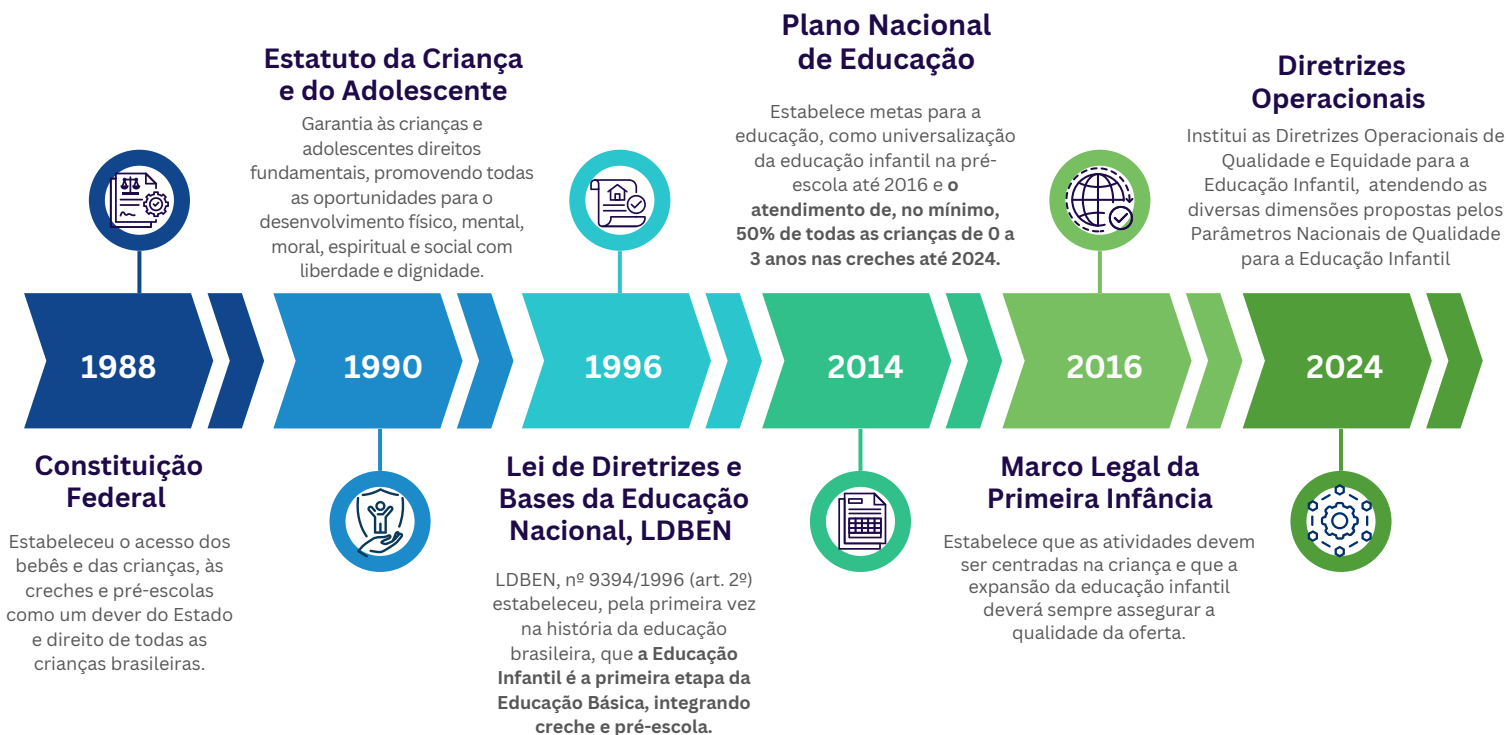 1988
Constituição
Federal
Estabeleceu o acesso dos
bebês e das crianças, às
creches e pré-escolas
como um dever do Estado
e direito de todas as
crianças brasileiras.
Estatuto da Criança
e do Adolescente
Garantia às crianças e
adolescentes direitos
fundamentais, promovendo todas
as oportunidades para o
desenvolvimento físico, mental,
moral, espiritual e social com
liberdade e dignidade.
1990
1996
Lei de Diretrizes e
Bases da Educação
Nacional, LDBEN
LDBEN, nº 9394/1996 (art. 2º)
estabeleceu, pela primeira vez
na história da educação
brasileira, que a Educação
Infantil é a primeira etapa da
Educação Básica, integrando
creche e pré-escola.
Plano Nacional
de Educação
Estabelece metas para a
educação, como universalização
da educação infantil na pré-
escola até 2016 e o
atendimento de, no mínimo,
50% de todas as crianças de 0 a
3 anos nas creches até 2024.
2014
2016
Marco Legal da
Primeira Infância
Estabelece que as atividades devem
ser centradas na criança e que a
expansão da educação infantil
deverá sempre assegurar a
qualidade da oferta.
Diretrizes
Operacionais
Institui as Diretrizes Operacionais de
Qualidade e Equidade para a
Educação Infantil, atendendo as
diversas dimensões propostas pelos
Parâmetros Nacionais de Qualidade
para a Educação Infantil
2024